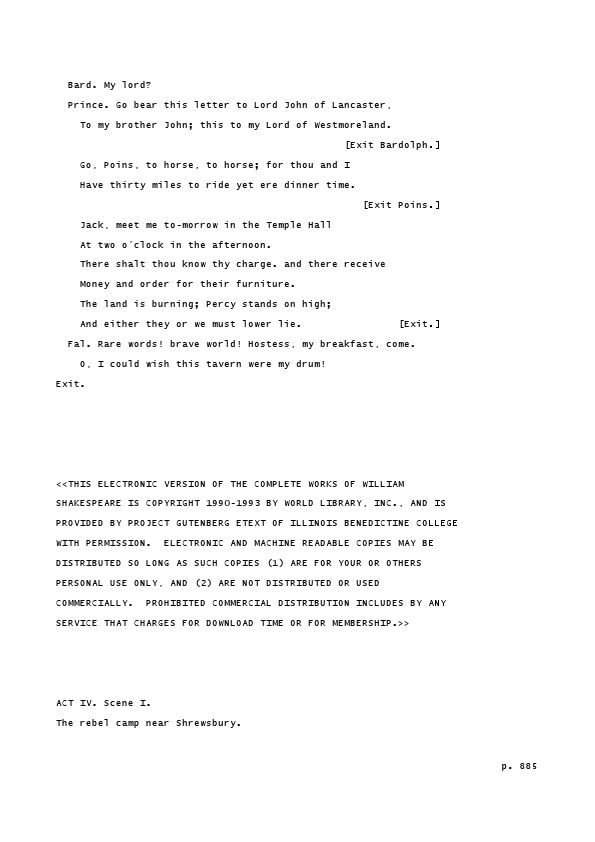 Bard. My lord?
Prince. Go bear this letter to Lord John of Lancaster,
To my brother John; this to my Lord of Westmoreland.
[Exit Bardolph.]
Go, Poins, to horse, to horse; for thou and I
Have thirty miles to ride yet ere dinner time.
[Exit Poins.]
Jack, meet me to-morrow in the Temple Hall
At two o'clock in the afternoon.
There shalt thou know thy charge. and there receive
Money and order for their furniture.
The land is burning; Percy stands on high;
And either they or we must lower lie. [Exit.]
Fal. Rare words! brave world! Hostess, my breakfast, come.
O, I could wish this tavern were my drum!
Exit.
<<THIS ELECTRONIC VERSION OF THE COMPLETE WORKS OF WILLIAM
SHAKESPEARE IS COPYRIGHT 1990-1993 BY WORLD LIBRARY, INC., AND IS
PROVIDED BY PROJECT GUTENBERG ETEXT OF ILLINOIS BENEDICTINE COLLEGE
WITH PERMISSION.  ELECTRONIC AND MACHINE READABLE COPIES MAY BE
DISTRIBUTED SO LONG AS SUCH COPIES (1) ARE FOR YOUR OR OTHERS
PERSONAL USE ONLY, AND (2) ARE NOT DISTRIBUTED OR USED
COMMERCIALLY.  PROHIBITED COMMERCIAL DISTRIBUTION INCLUDES BY ANY
SERVICE THAT CHARGES FOR DOWNLOAD TIME OR FOR MEMBERSHIP.>>
ACT IV. Scene I.
The rebel camp near Shrewsbury.
p. 885